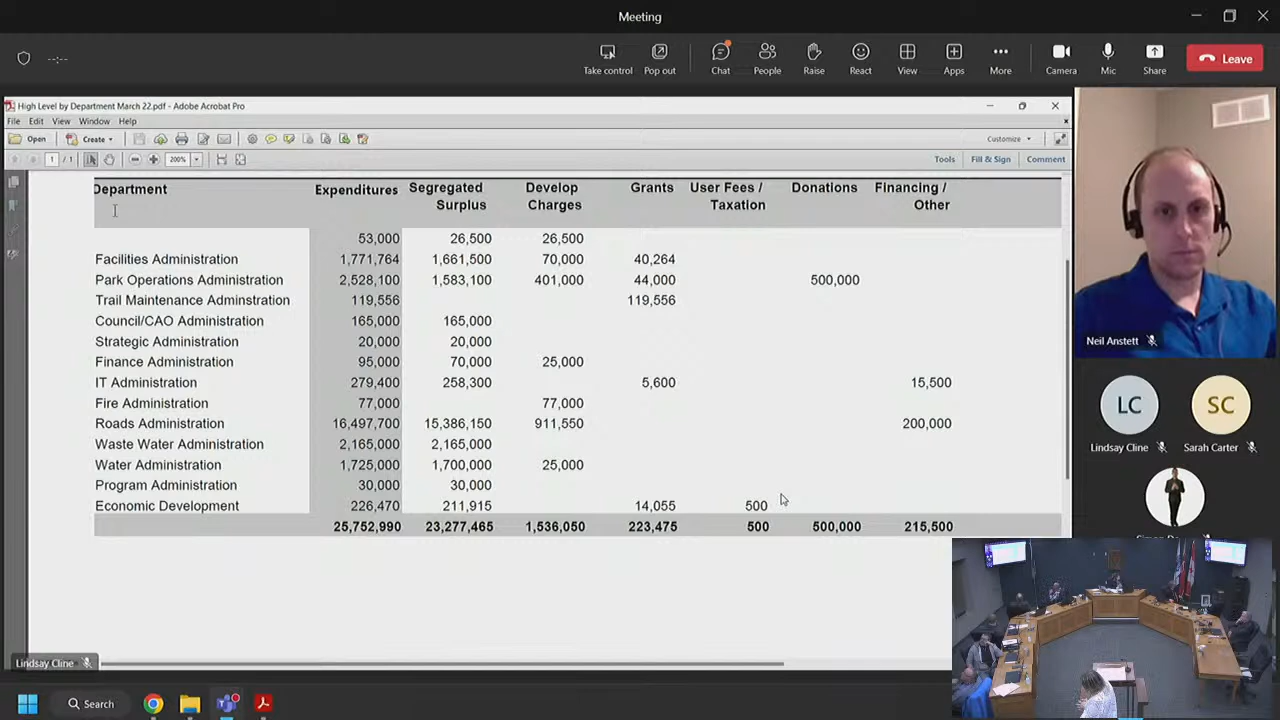 Meeting
--:--
Take control
Pop out
Chat
People
Raise
React
View
Apps
More
Camera
Mic
Share
Leave
High Level by Department March 22.pdf - Adobe Acrobat Pro
File Edit View Window Help
Open Create Customize
1 / 1 200% Tools Fill & Sign Comment
Department Expenditures Segregated Surplus Develop Charges Grants User Fees / Taxation Donations Financing / Other
53,000 26,500 26,500
Facilities Administration 1,771,764 1,661,500 70,000 40,264
Park Operations Administration 2,528,100 1,583,100 401,000 44,000 500,000
Trail Maintenance Adminstration 119,556 119,556
Council/CAO Administration 165,000 165,000
Strategic Administration 20,000 20,000
Finance Administration 95,000 70,000 25,000
IT Administration 279,400 258,300 5,600 15,500
Fire Administration 77,000 77,000
Roads Administration 16,497,700 15,386,150 911,550 200,000
Waste Water Administration 2,165,000 2,165,000
Water Administration 1,725,000 1,700,000 25,000
Program Administration 30,000 30,000
Economic Development 226,470 211,915 14,055 500
25,752,990 23,277,465 1,536,050 223,475 500 500,000 215,500
Neil Anstett
LC
SC
Lindsay Cline
Sarah Carter
Lindsay Cline
Search